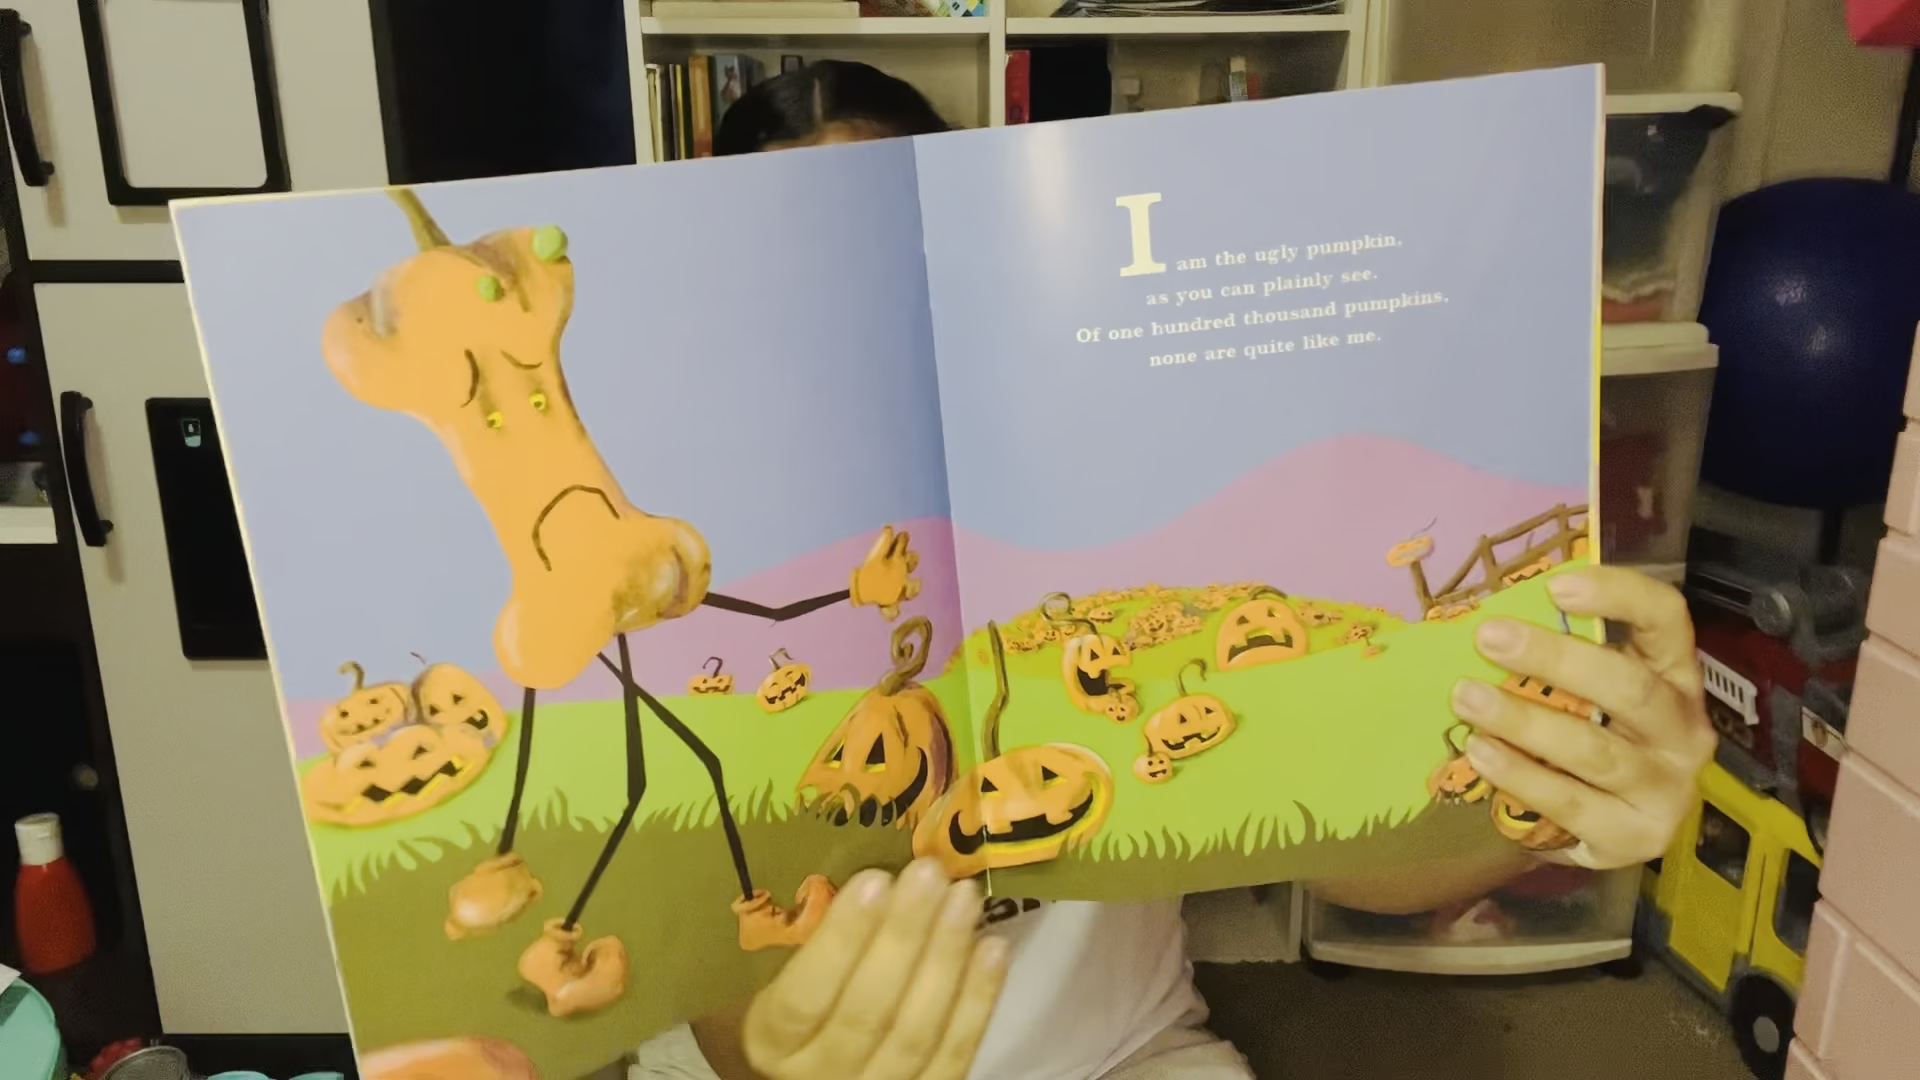 I am the ugly pumpkin,
as you can plainly see.
Of one hundred thousand pumpkins,
none are quite like me.